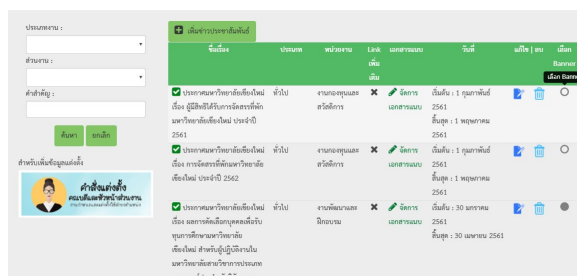 ประเภทงาน :
ส่วนงาน :
คำสำคัญ :
ค้นหา ยกเลิก
สำหรับเพิ่มข้อมูลแต่งตั้ง
คำสั่งแต่งตั้ง
คณบดีและหัวหน้าส่วนงาน
เพิ่มข่าวประชาสัมพันธ์
ชื่อเรื่อง ประเภท หน่วยงาน Link เพิ่มเติม เอกสารแนบ วันที่ แก้ไข | ลบ เลือก Banner
เลือก Bann
ประกาศมหาวิทยาลัยเชียงใหม่ ทั่วไป งานกองทุนและ จัดการ เริ่มต้น : 1 กุมภาพันธ์
เรื่อง ผู้มีสิทธิได้รับการจัดสรรที่พัก สวัสดิการ เอกสารแนบ 2561
มหาวิทยาลัยเชียงใหม่ ประจำปี สิ้นสุด : 1 พฤษภาคม
2561 2561
ประกาศมหาวิทยาลัยเชียงใหม่ ทั่วไป งานกองทุนและ จัดการ เริ่มต้น : 1 กุมภาพันธ์
เรื่อง การจัดสรรที่พักมหาวิทยาลัย สวัสดิการ เอกสารแนบ 2561
เชียงใหม่ ประจำปี 2562 สิ้นสุด : 1 พฤษภาคม
2561
ประกาศมหาวิทยาลัยเชียงใหม่ ทั่วไป งานพัฒนาและ จัดการ เริ่มต้น : 30 มกราคม
เรื่อง ผลการคัดเลือกบุคคลเพื่อรับ ฝึกอบรม เอกสารแนบ 2561
ทุนการศึกษามหาวิทยาลัย สิ้นสุด : 30 เมษายน 2561
เชียงใหม่ สำหรับผู้ปฏิบัติงานใน
มหาวิทยาลัยสายวิชาการประเภท